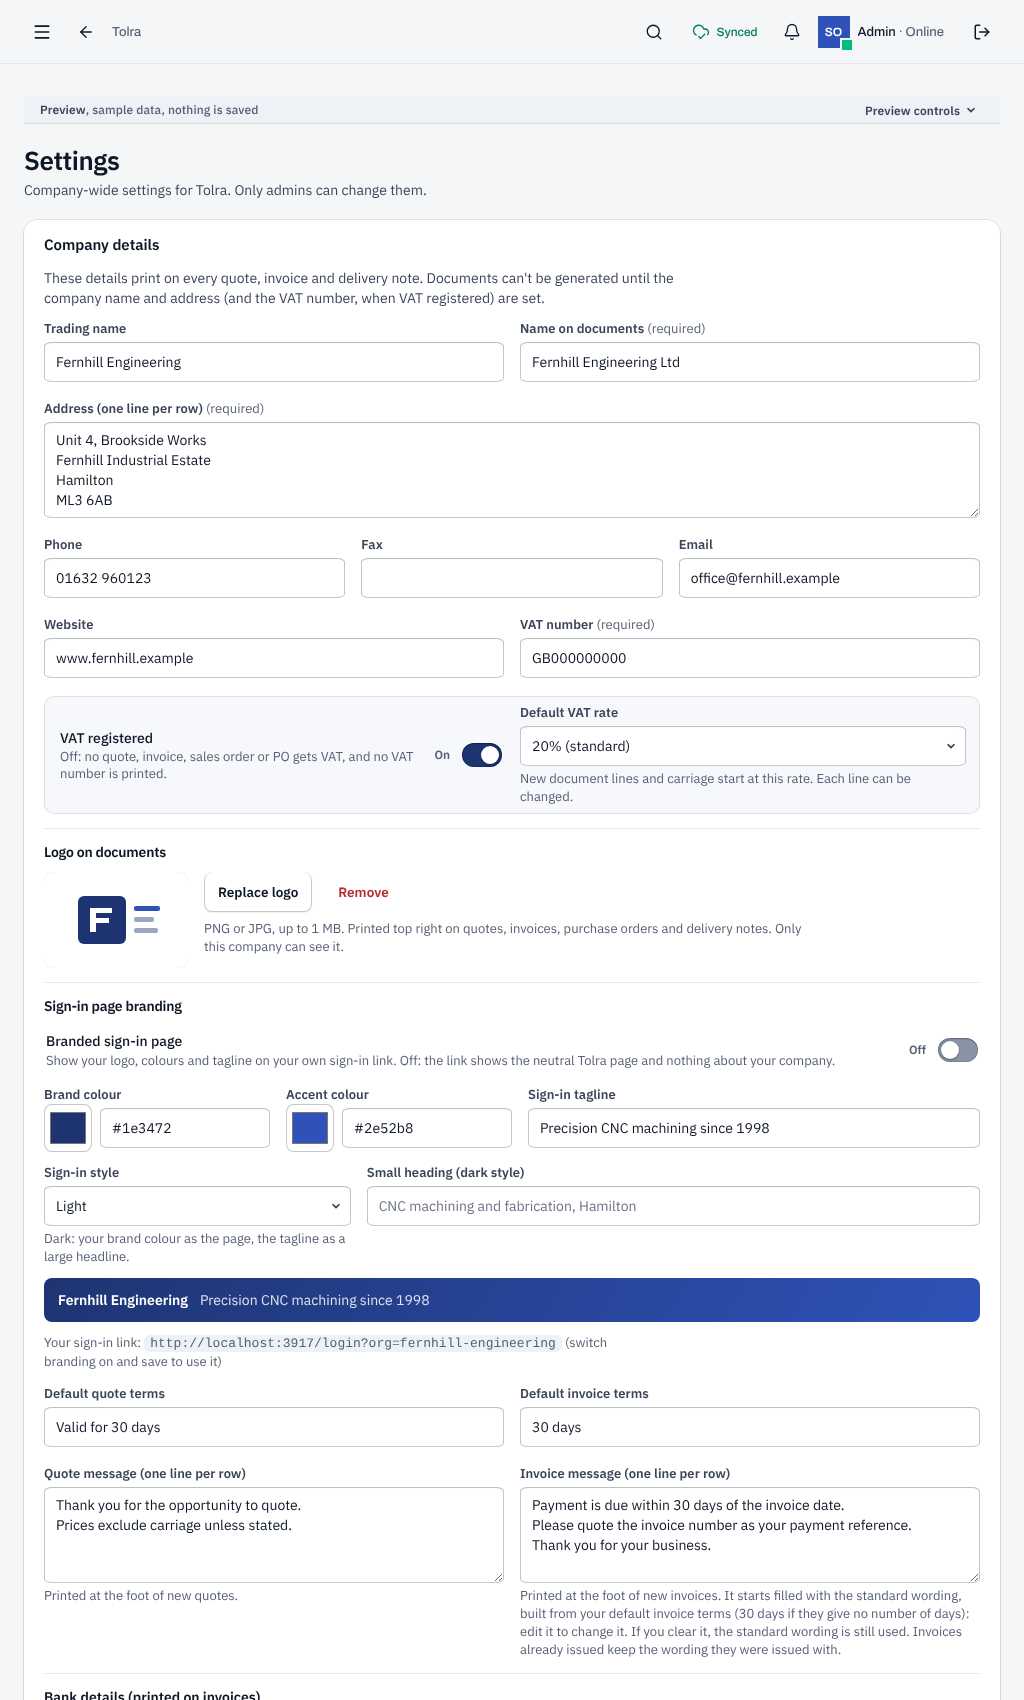 Tolra
Synced
SO
Admin · Online
Preview, sample data, nothing is saved
Preview controls
Settings
Company-wide settings for Tolra. Only admins can change them.
Company details
These details print on every quote, invoice and delivery note. Documents can't be generated until the
company name and address (and the VAT number, when VAT registered) are set.
Trading name
Name on documents (required)
Fernhill Engineering
Fernhill Engineering Ltd
Address (one line per row) (required)
Unit 4, Brookside Works
Fernhill Industrial Estate
Hamilton
ML3 6AB
Phone
Fax
Email
01632 960123
office@fernhill.example
Website
VAT number (required)
www.fernhill.example
GB000000000
VAT registered
Off: no quote, invoice, sales order or PO gets VAT, and no VAT
number is printed.
On
Default VAT rate
20% (standard)
New document lines and carriage start at this rate. Each line can be
changed.
Logo on documents
F
Replace logo
Remove
PNG or JPG, up to 1 MB. Printed top right on quotes, invoices, purchase orders and delivery notes. Only
this company can see it.
Sign-in page branding
Branded sign-in page
Show your logo, colours and tagline on your own sign-in link. Off: the link shows the neutral Tolra page and nothing about your company.
Off
Brand colour
Accent colour
Sign-in tagline
#1e3472
#2e52b8
Precision CNC machining since 1998
Sign-in style
Small heading (dark style)
Light
CNC machining and fabrication, Hamilton
Dark: your brand colour as the page, the tagline as a
large headline.
Fernhill Engineering Precision CNC machining since 1998
Your sign-in link: http://localhost:3917/login?org=fernhill-engineering (switch
branding on and save to use it)
Default quote terms
Default invoice terms
Valid for 30 days
30 days
Quote message (one line per row)
Invoice message (one line per row)
Thank you for the opportunity to quote.
Prices exclude carriage unless stated.
Payment is due within 30 days of the invoice date.
Please quote the invoice number as your payment reference.
Thank you for your business.
Printed at the foot of new quotes.
Printed at the foot of new invoices. It starts filled with the standard wording,
built from your default invoice terms (30 days if they give no number of days):
edit it to change it. If you clear it, the standard wording is still used. Invoices
already issued keep the wording they were issued with.
Bank details (printed on invoices)